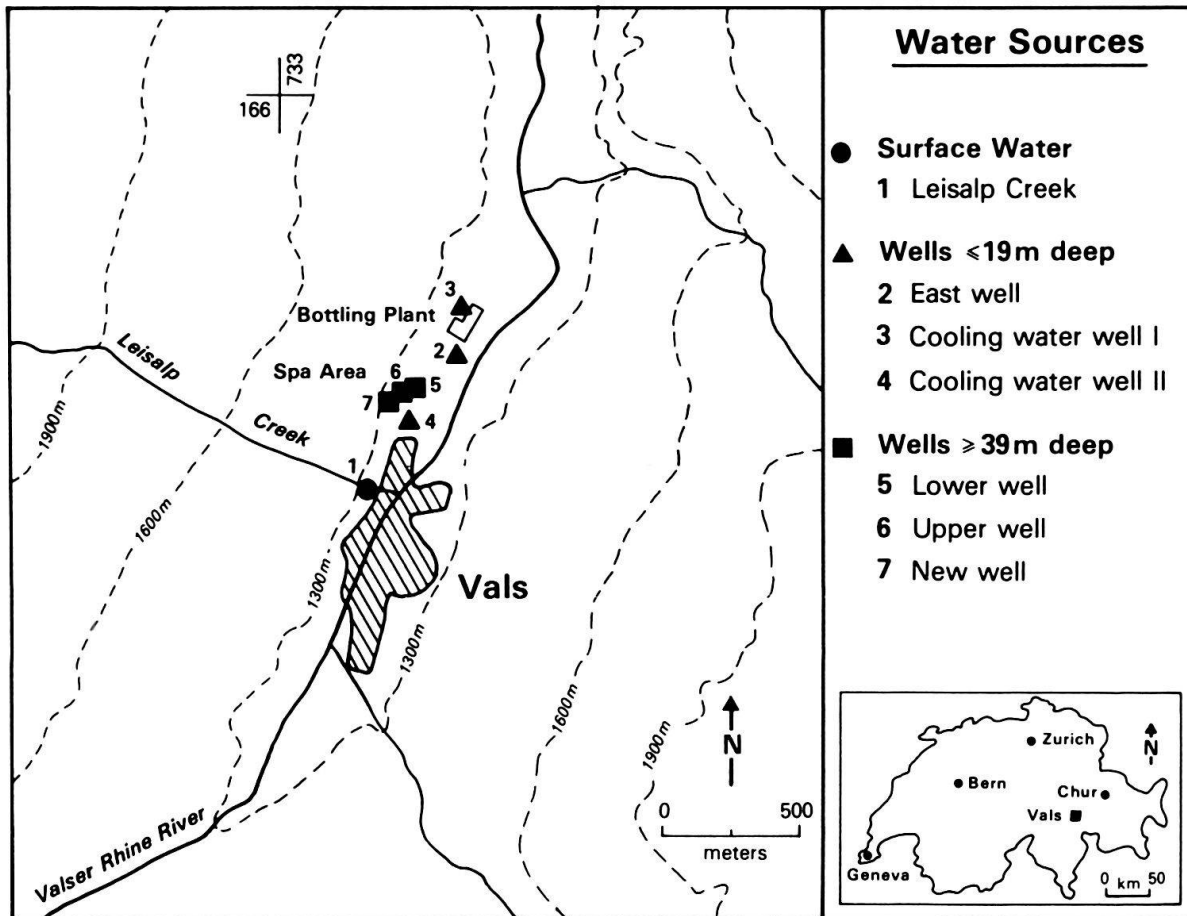 733
166
3
Bottling Plant
2
Spa Area
6
5
7
4
Leisalp
Creek
1
1900m
1600m
1300m
Vals
1300m
1600m
1900m
N
0 500
meters
Valser Rhine River
Water Sources
Surface Water
1 Leisalp Creek
Wells ⩽19m deep
2 East well
3 Cooling water well I
4 Cooling water well II
Wells ⩾39m deep
5 Lower well
6 Upper well
7 New well
Zurich
N
Bern
Chur
Vals
Geneva
0 km 50